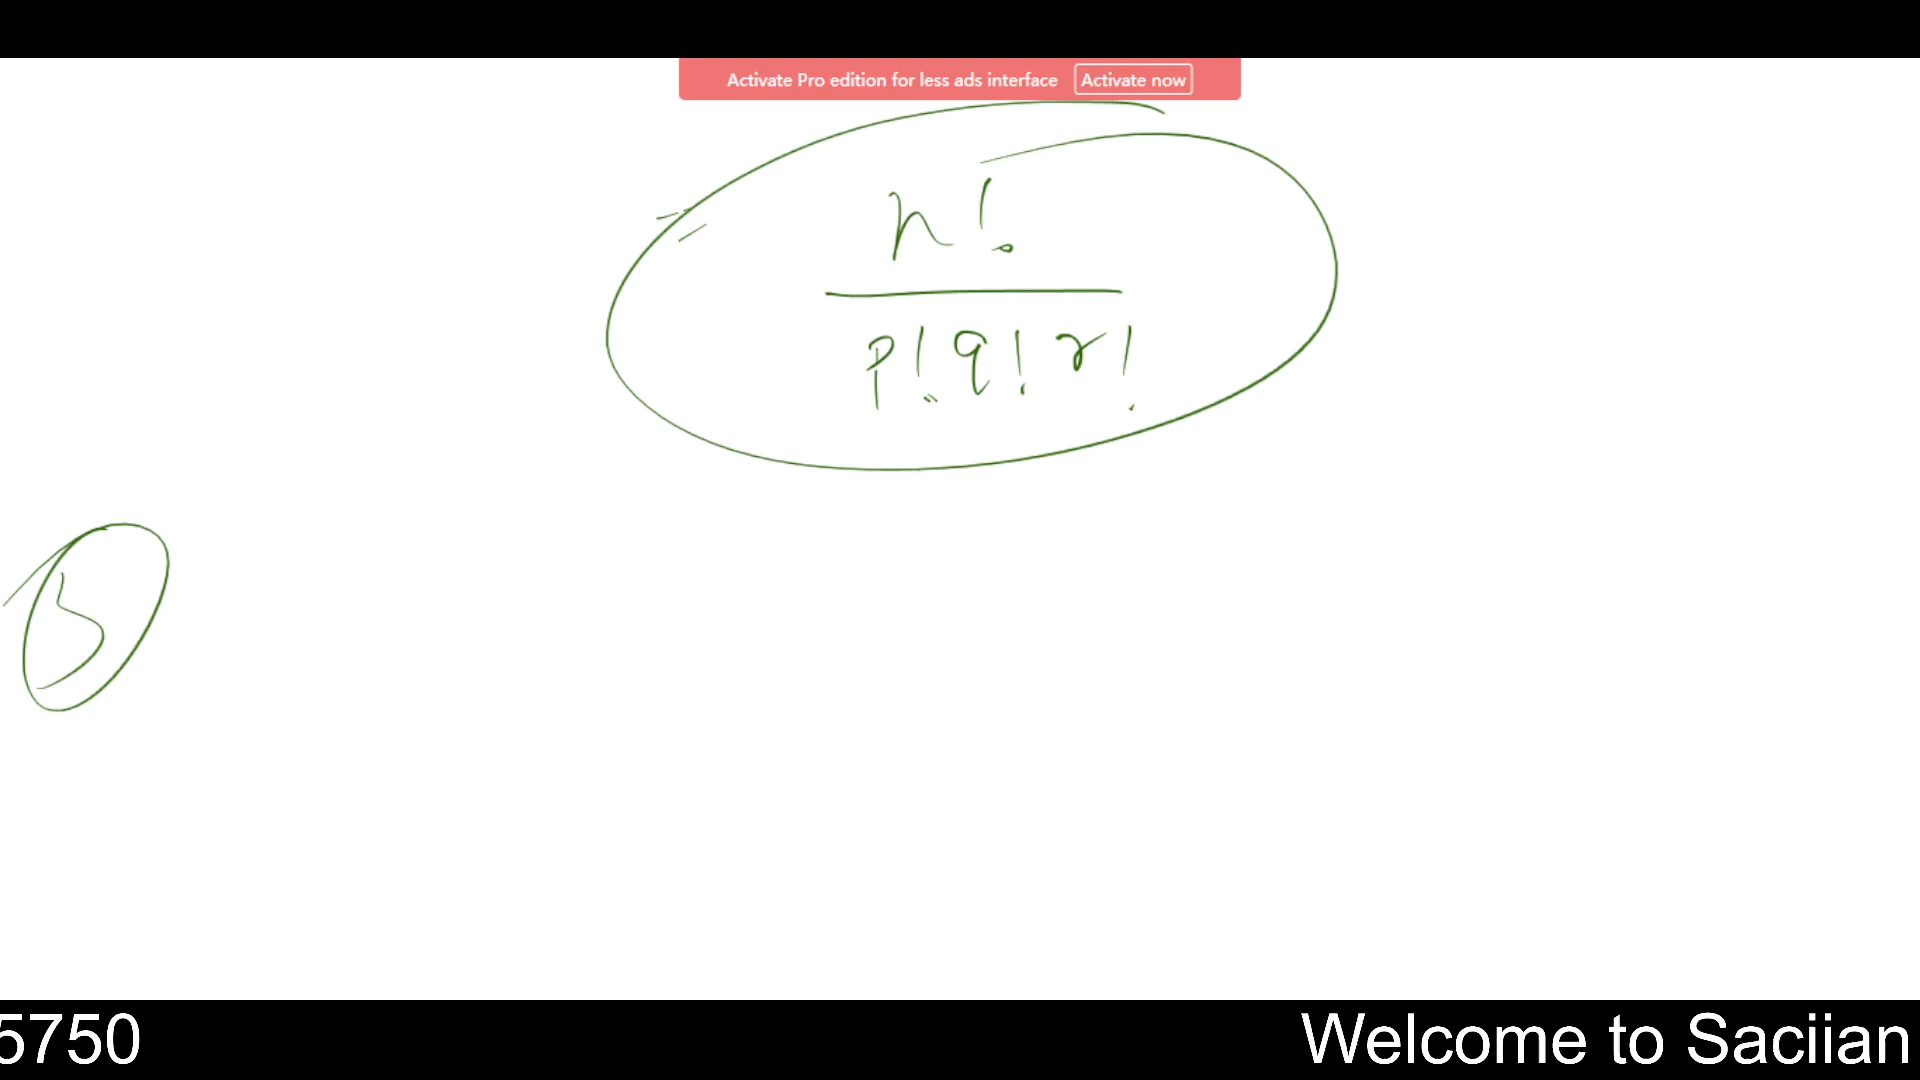 Activate Pro edition for less ads interface Activate now
= n!
p! q! r!
5
5750 Welcome to Saciian